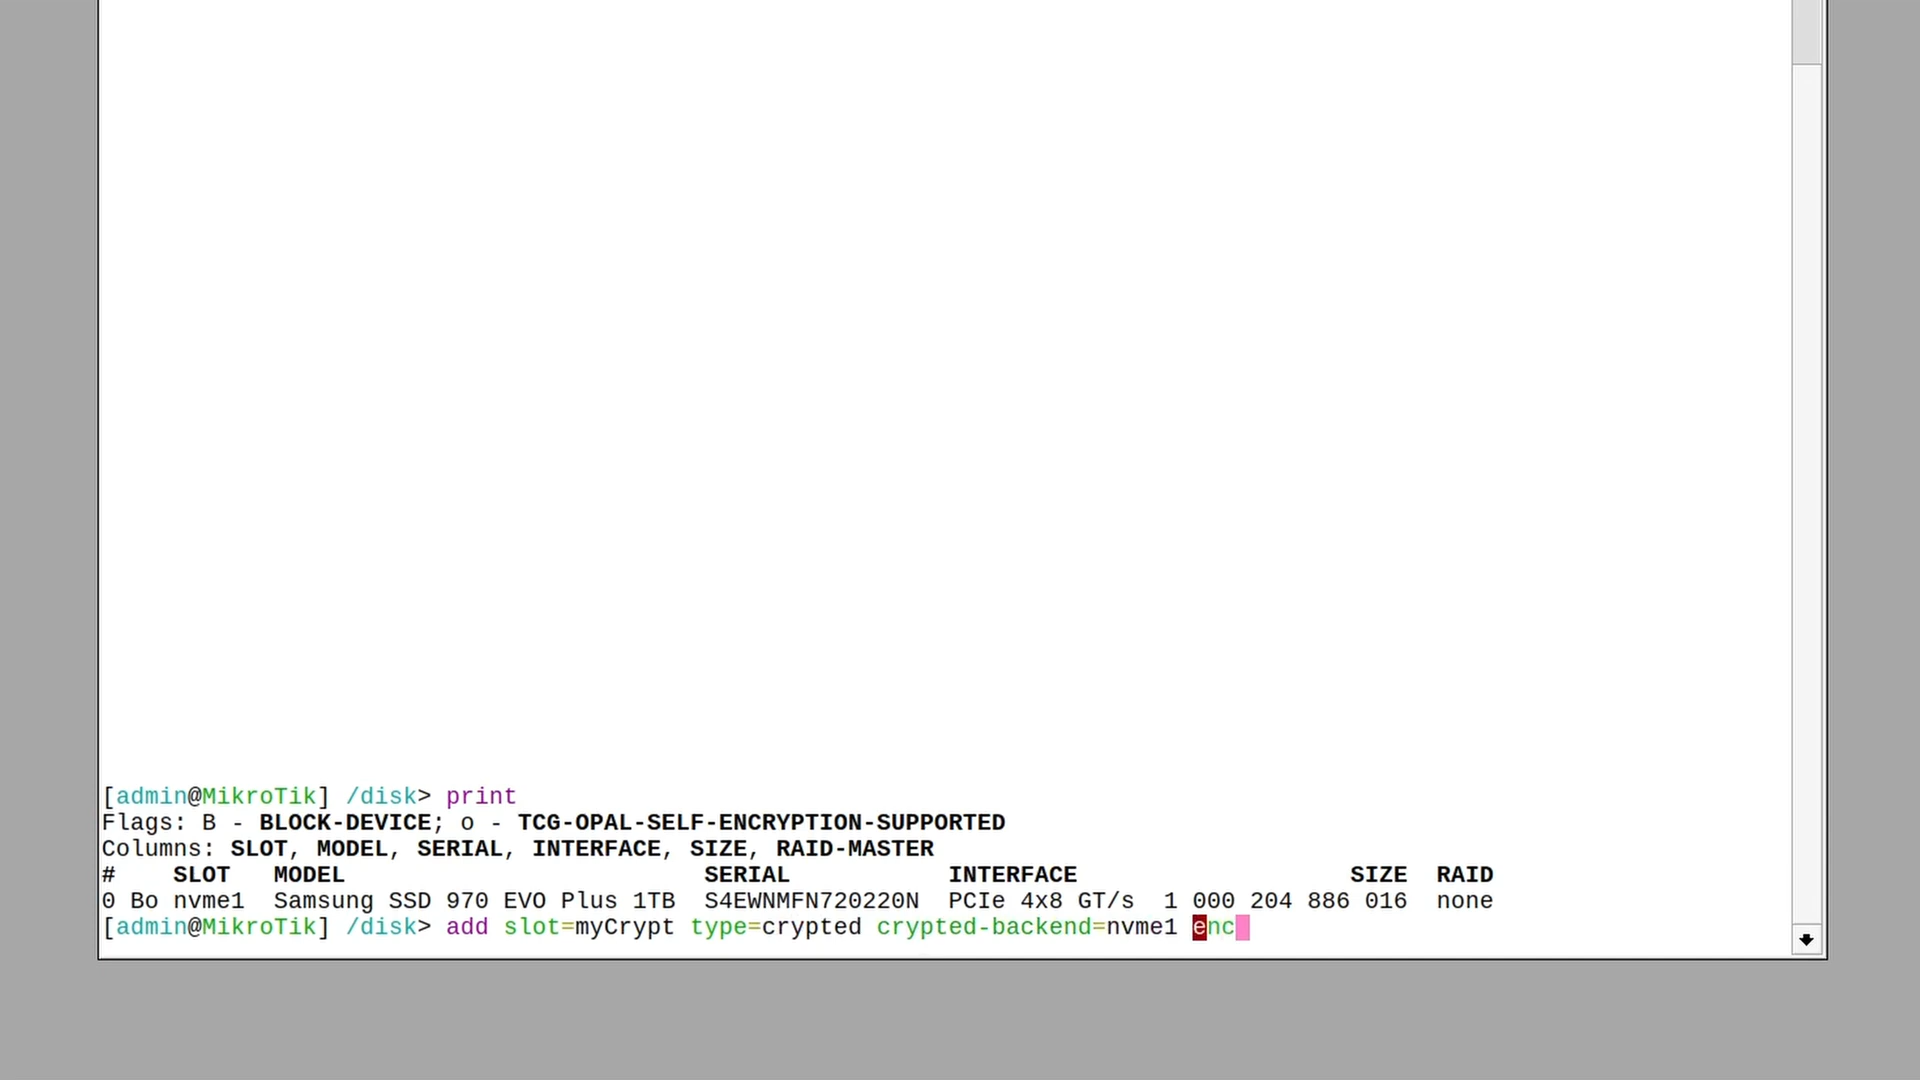 [admin@MikroTik] /disk> print
Flags: B - BLOCK-DEVICE; o - TCG-OPAL-SELF-ENCRYPTION-SUPPORTED
Columns: SLOT, MODEL, SERIAL, INTERFACE, SIZE, RAID-MASTER
#    SLOT   MODEL                         SERIAL           INTERFACE                   SIZE  RAID
0 Bo nvme1  Samsung SSD 970 EVO Plus 1TB  S4EWNMFN720220N  PCIe 4x8 GT/s  1 000 204 886 016  none
[admin@MikroTik] /disk> add slot=myCrypt type=crypted crypted-backend=nvme1 enc